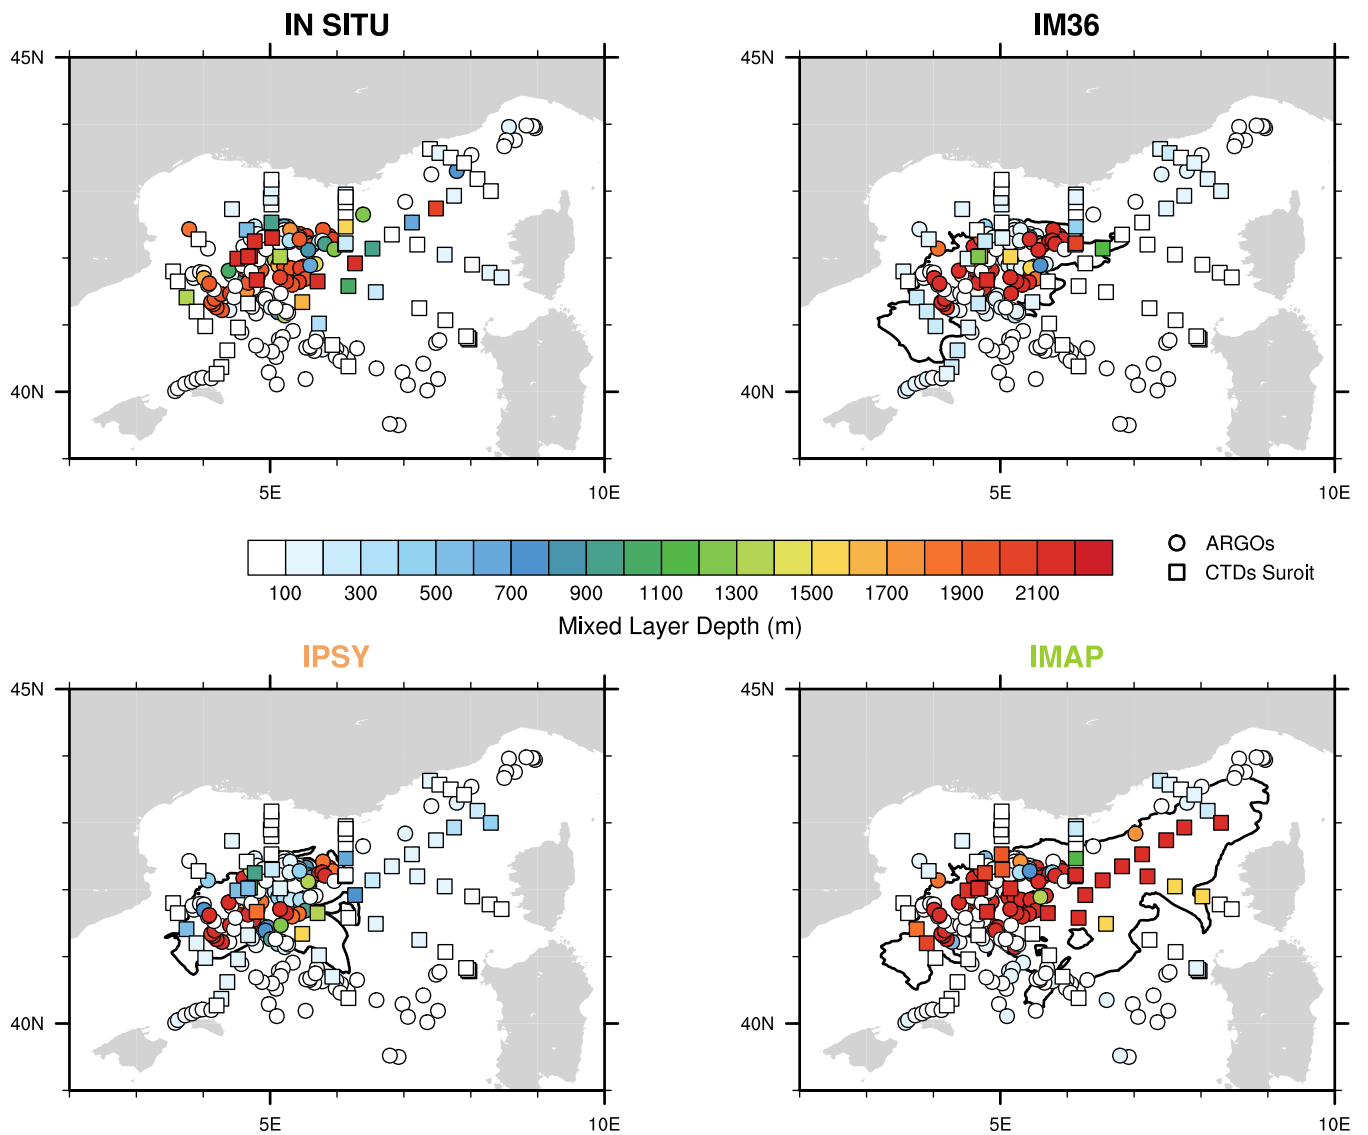 IN SITU
IM36
45N
45N
40N
40N
5E
10E
5E
10E
100 300 500 700 900 1100 1300 1500 1700 1900 2100
Mixed Layer Depth (m)
ARGOs
CTDs Suroit
IPSY
IMAP
45N
45N
40N
40N
5E
10E
5E
10E